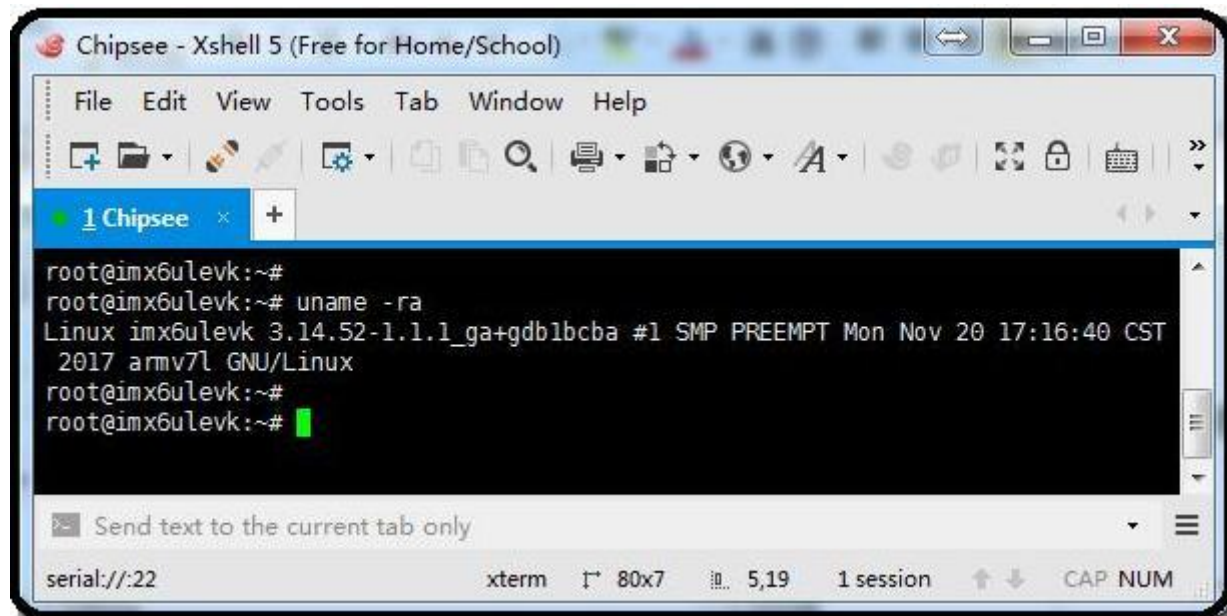 Chipsee - Xshell 5 (Free for Home/School)
File Edit View Tools Tab Window Help
1 Chipsee
root@imx6ulevk:~#
root@imx6ulevk:~# uname -ra
Linux imx6ulevk 3.14.52-1.1.1_ga+gdb1bcba #1 SMP PREEMPT Mon Nov 20 17:16:40 CST
2017 armv7l GNU/Linux
root@imx6ulevk:~#
root@imx6ulevk:~#
Send text to the current tab only
serial://:22 xterm 80x7 5,19 1 session CAP NUM